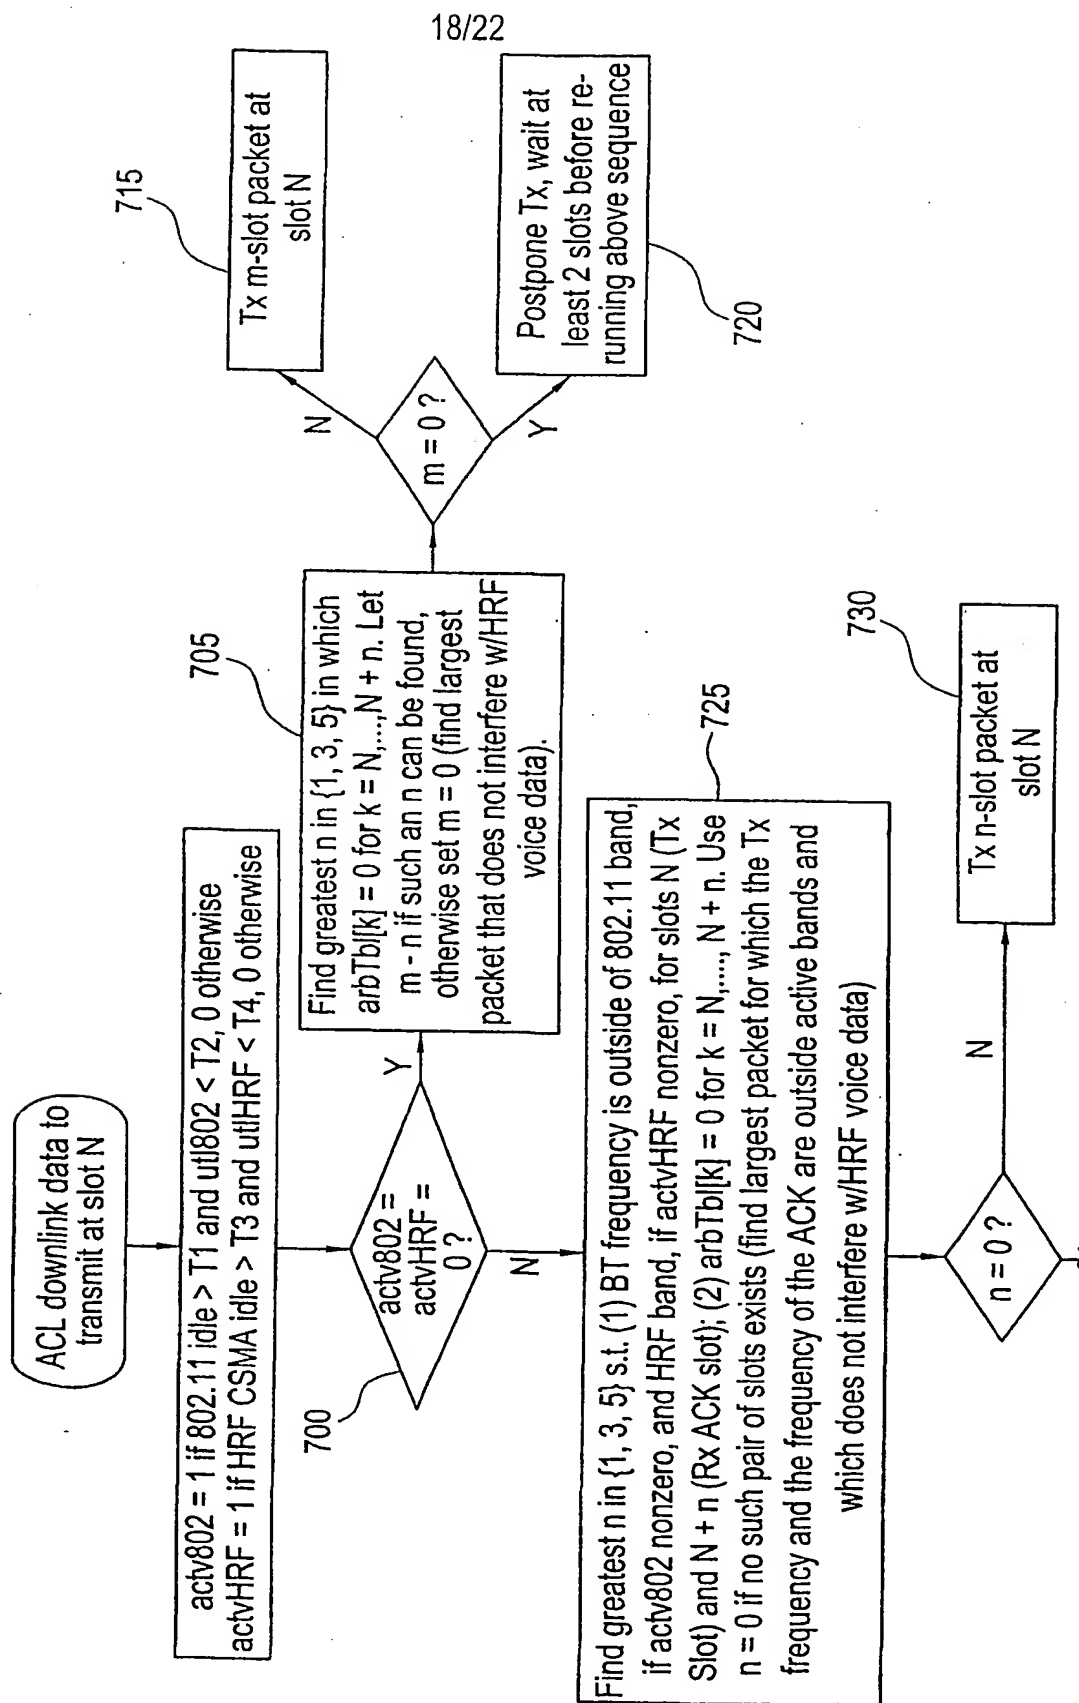 18/22
ACL downlink data to
transmit at slot N
actv802 = 1 if 802.11 idle > T1 and utl802 < T2, 0 otherwise
actvHRF = 1 if HRF CSMA idle > T3 and utlHRF < T4, 0 otherwise
700
actv802 =
actvHRF =
0 ?
Y
N
705
Find greatest n in {1, 3, 5} in which
arbTbl[k] = 0 for k = N,...,N + n. Let
m - n if such an n can be found,
otherwise set m = 0 (find largest
packet that does not interfere w/HRF
voice data).
m = 0 ?
N
Y
715
Tx m-slot packet at
slot N
Postpone Tx, wait at
least 2 slots before re-
running above sequence
720
725
Find greatest n in {1, 3, 5} s.t. (1) BT frequency is outside of 802.11 band,
if actv802 nonzero, and HRF band, if actvHRF nonzero, for slots N (Tx
Slot) and N + n (Rx ACK slot); (2) arbTbl[k] = 0 for k = N,...., N + n. Use
n = 0 if no such pair of slots exists (find largest packet for which the Tx
frequency and the frequency of the ACK are outside active bands and
which does not interfere w/HRF voice data)
n = 0 ?
N
730
Tx n-slot packet at
slot N